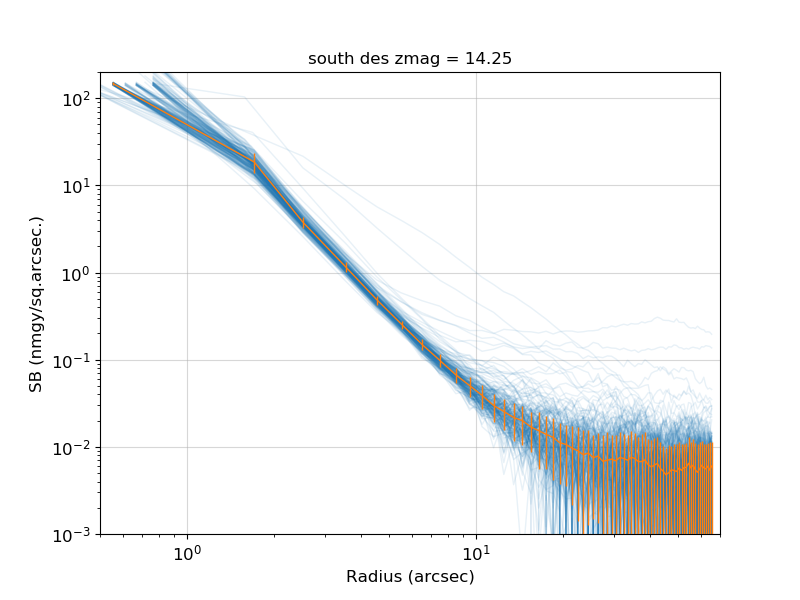 south des zmag = 14.25
SB (nmgy/sq.arcsec.)
10²
10¹
10⁰
10⁻¹
10⁻²
10⁻³
10⁰ 10¹
Radius (arcsec)